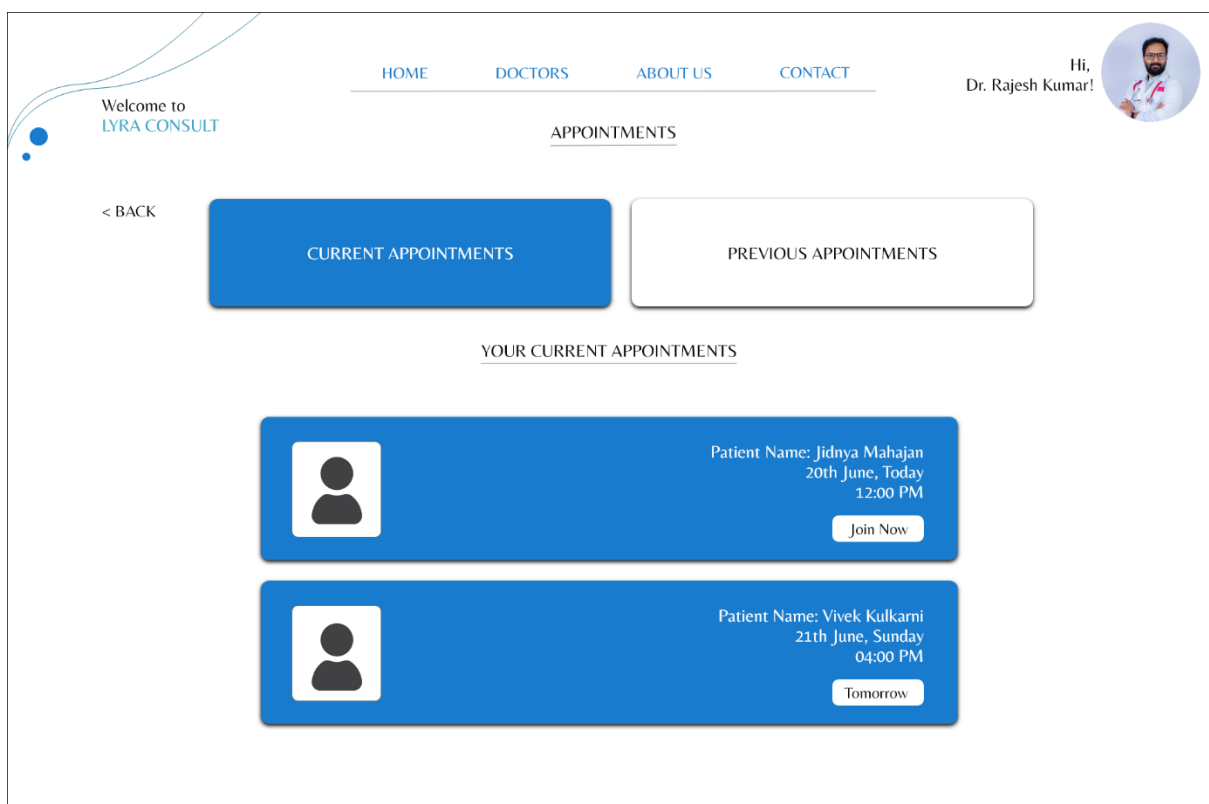 HOME DOCTORS ABOUT US CONTACT
Hi,
Dr. Rajesh Kumar!
Welcome to
LYRA CONSULT
APPOINTMENTS
< BACK
CURRENT APPOINTMENTS
PREVIOUS APPOINTMENTS
YOUR CURRENT APPOINTMENTS
Patient Name: Jidnya Mahajan
20th June, Today
12:00 PM
Join Now
Patient Name: Vivek Kulkarni
21th June, Sunday
04:00 PM
Tomorrow